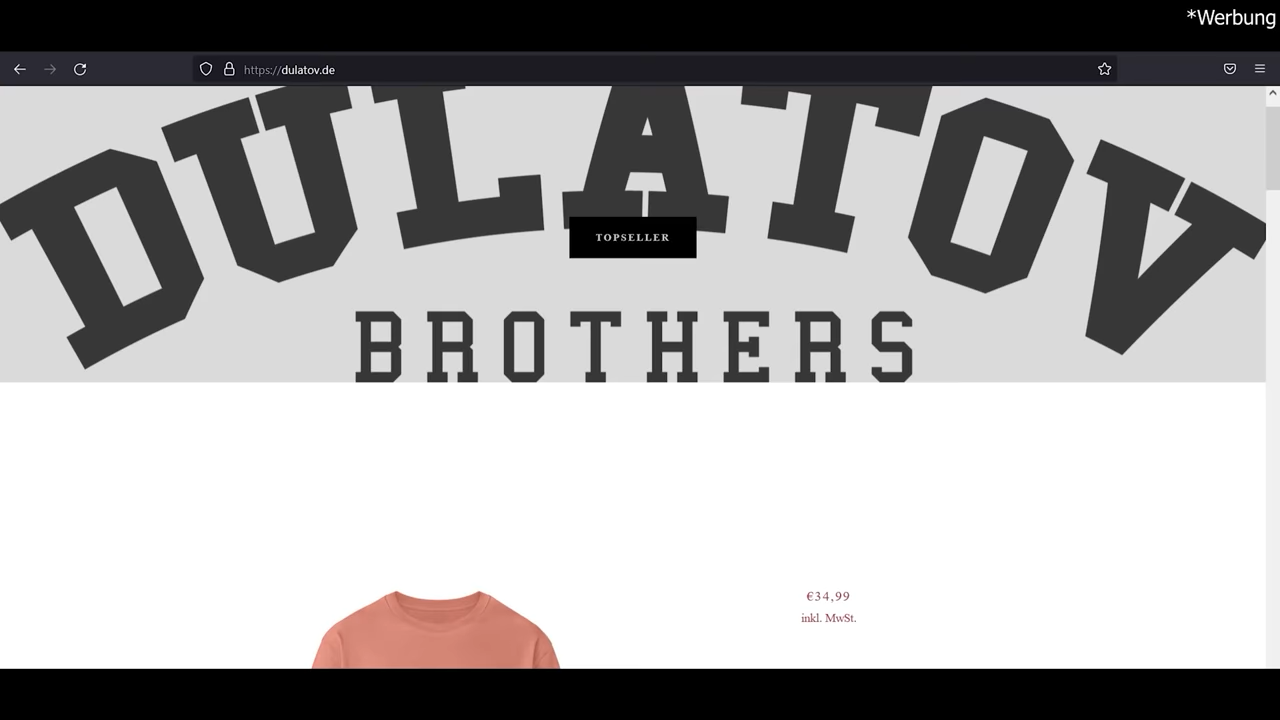 *Werbung
https://dulatov.de
DULATOV
TOPSELLER
BROTHERS
€34,99
inkl. MwSt.